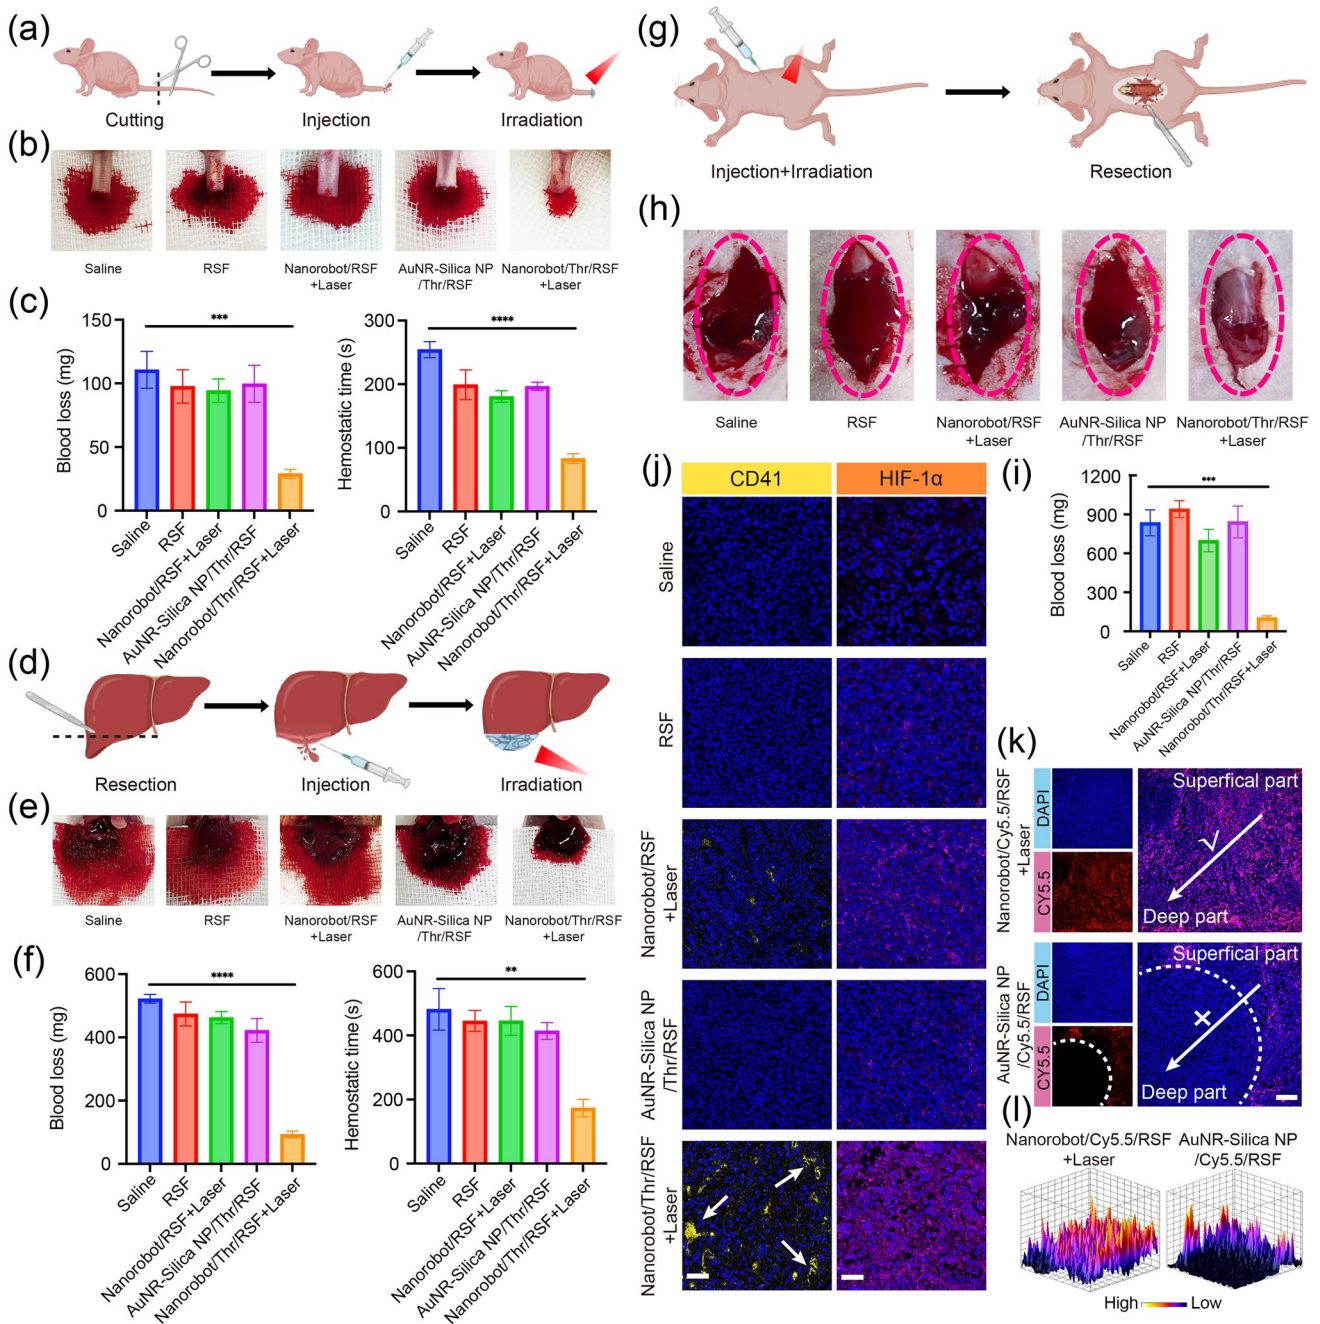 (a)
Cutting
Injection
Irradiation
(b)
Saline
RSF
Nanorobot/RSF
+Laser
AuNR-Silica NP
/Thr/RSF
Nanorobot/Thr/RSF
+Laser
(c)
Blood loss (mg)
150
100
50
0
***
Saline
RSF
Nanorobot/RSF+Laser
AuNR-Silica NP/Thr/RSF
Nanorobot/Thr/RSF+Laser
Hemostatic time (s)
300
200
100
0
****
Saline
RSF
Nanorobot/RSF+Laser
AuNR-Silica NP/Thr/RSF
Nanorobot/Thr/RSF+Laser
(d)
Resection
Injection
Irradiation
(e)
Saline
RSF
Nanorobot/RSF
+Laser
AuNR-Silica NP
/Thr/RSF
Nanorobot/Thr/RSF
+Laser
(f)
Blood loss (mg)
600
400
200
0
****
Saline
RSF
Nanorobot/RSF+Laser
AuNR-Silica NP/Thr/RSF
Nanorobot/Thr/RSF+Laser
Hemostatic time (s)
600
400
200
0
**
Saline
RSF
Nanorobot/RSF+Laser
AuNR-Silica NP/Thr/RSF
Nanorobot/Thr/RSF+Laser
(g)
Injection+Irradiation
Resection
(h)
Saline
RSF
Nanorobot/RSF
+Laser
AuNR-Silica NP
/Thr/RSF
Nanorobot/Thr/RSF
+Laser
(i)
Blood loss (mg)
1200
900
600
300
0
***
Saline
RSF
Nanorobot/RSF+Laser
AuNR-Silica NP/Thr/RSF
Nanorobot/Thr/RSF+Laser
(j)
CD41
HIF-1α
Saline
RSF
Nanorobot/RSF
+Laser
AuNR-Silica NP
/Thr/RSF
Nanorobot/Thr/RSF
+Laser
(k)
Nanorobot/Cy5.5/RSF
+Laser
DAPI
CY5.5
Superfical part
√
Deep part
AuNR-Silica NP
/Cy5.5/RSF
DAPI
CY5.5
Superfical part
×
Deep part
(l)
Nanorobot/Cy5.5/RSF
+Laser
AuNR-Silica NP
/Cy5.5/RSF
High
Low